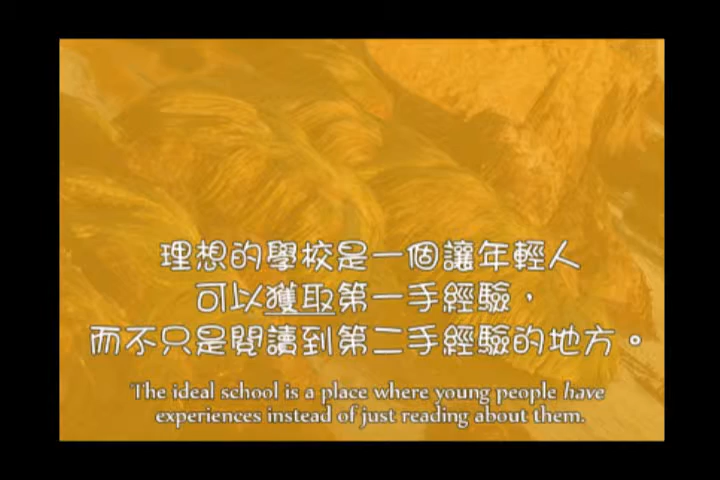 理想的學校是一個讓年輕人
可以獲取第一手經驗，
而不只是閱讀到第二手經驗的地方。
The ideal school is a place where young people have
experiences instead of just reading about them.